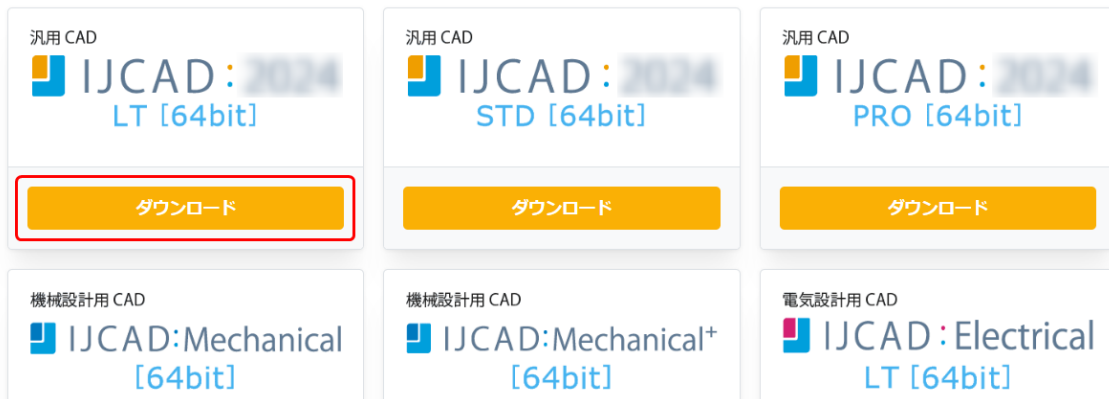 汎用 CAD
IJCAD:
LT [64bit]
ダウンロード
汎用 CAD
IJCAD:
STD [64bit]
ダウンロード
汎用 CAD
IJCAD:
PRO [64bit]
ダウンロード
機械設計用 CAD
IJCAD:Mechanical
[64bit]
機械設計用 CAD
IJCAD:Mechanical⁺
[64bit]
電気設計用 CAD
IJCAD:Electrical
LT [64bit]